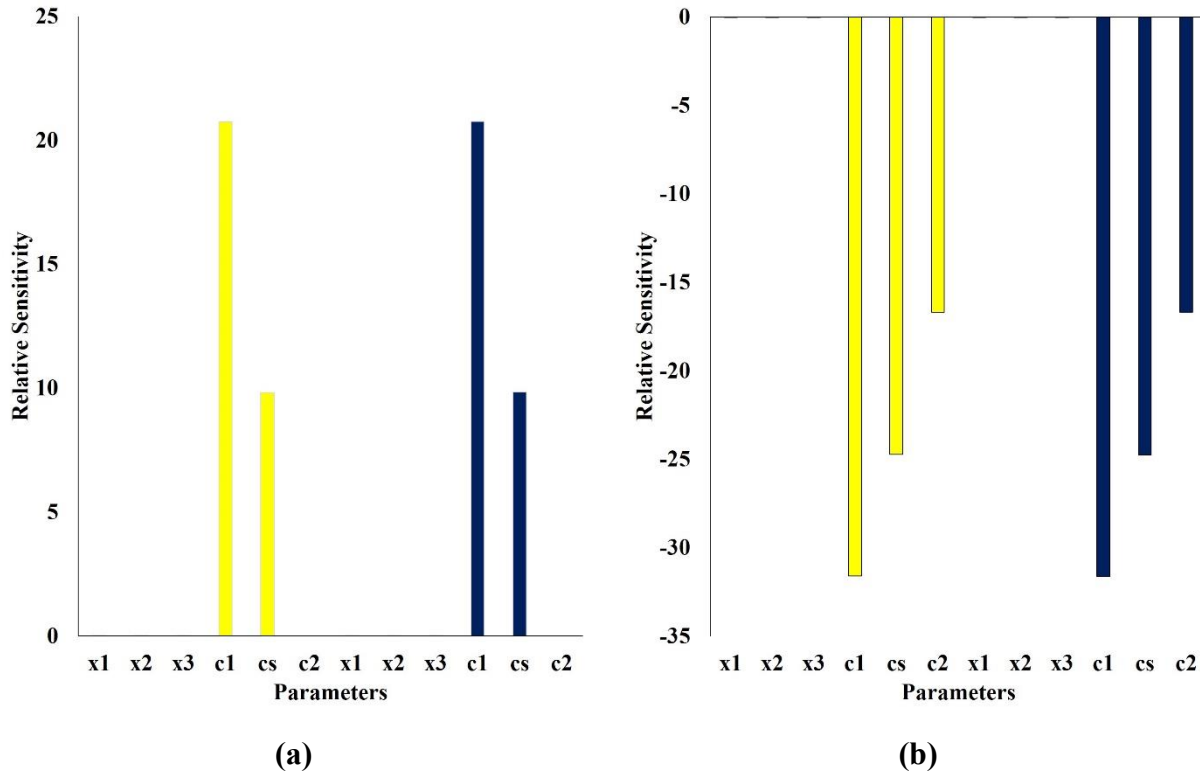 25
20
15
10
5
0
Relative Sensitivity
x1 x2 x3 c1 cs c2 x1 x2 x3 c1 cs c2
Parameters
(a)
0
-5
-10
-15
-20
-25
-30
-35
Relative Sensitivity
x1 x2 x3 c1 cs c2 x1 x2 x3 c1 cs c2
Parameters
(b)